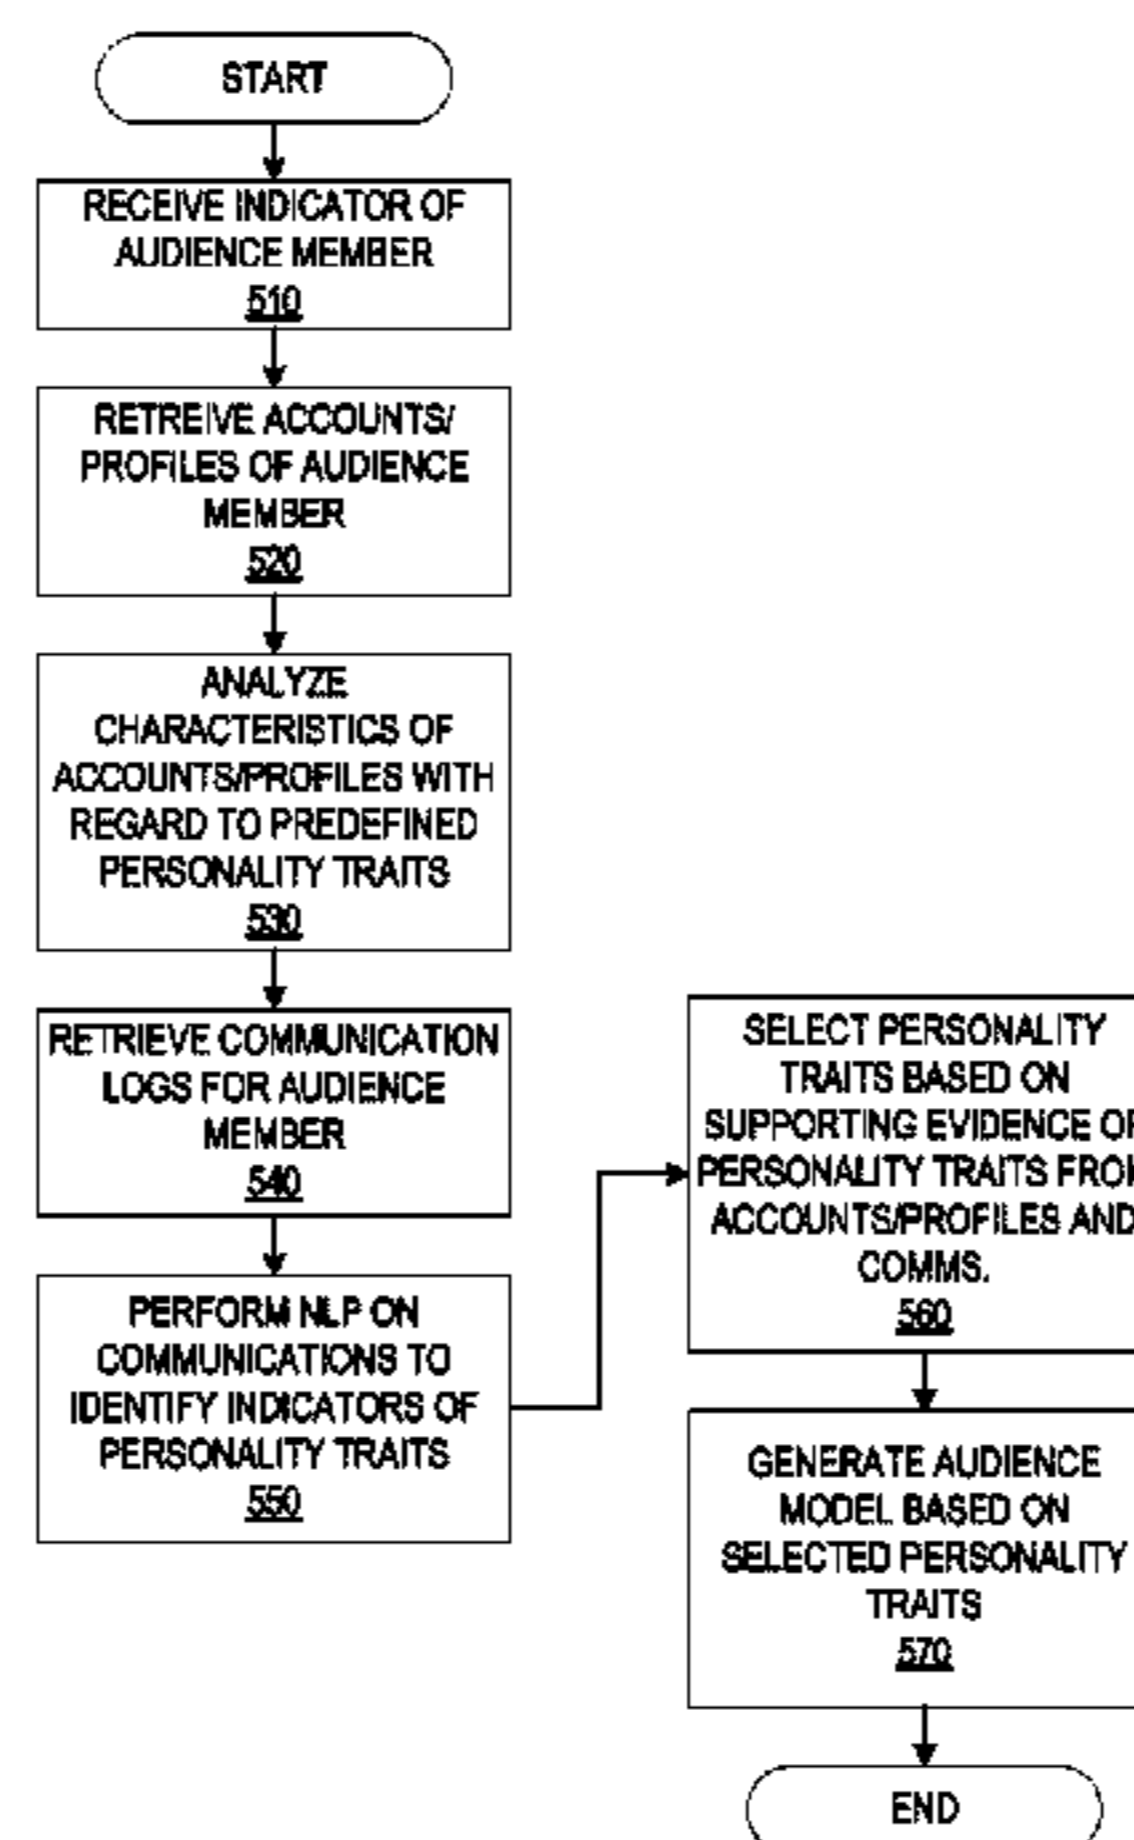 START
RECEIVE INDICATOR OF
AUDIENCE MEMBER
510
RETREIVE ACCOUNTS/
PROFILES OF AUDIENCE
MEMBER
520
ANALYZE
CHARACTERISTICS OF
ACCOUNTS/PROFILES WITH
REGARD TO PREDEFINED
PERSONALITY TRAITS
530
RETRIEVE COMMUNICATION
LOGS FOR AUDIENCE
MEMBER
540
PERFORM NLP ON
COMMUNICATIONS TO
IDENTIFY INDICATORS OF
PERSONALITY TRAITS
550
SELECT PERSONALITY
TRAITS BASED ON
SUPPORTING EVIDENCE OF
PERSONALITY TRAITS FROM
ACCOUNTS/PROFILES AND
COMMS.
560
GENERATE AUDIENCE
MODEL BASED ON
SELECTED PERSONALITY
TRAITS
570
END